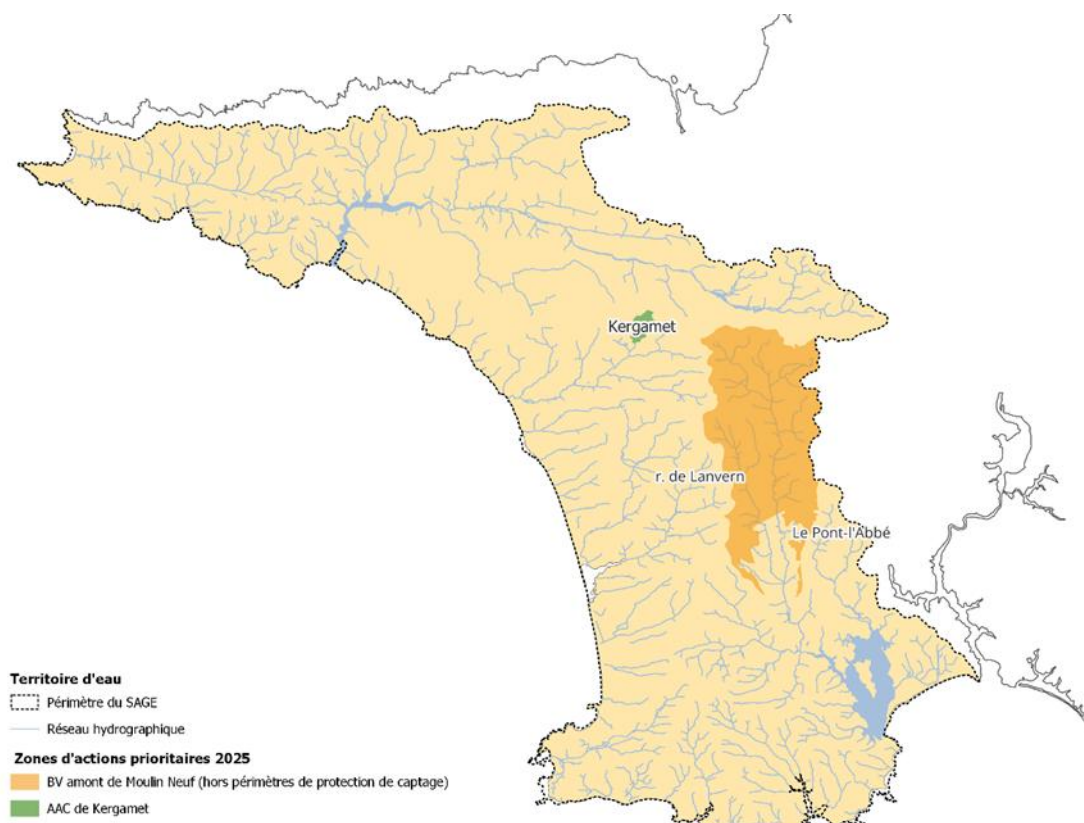 Kergamet
r. de Lanvern
Le Pont-l'Abbé
Territoire d'eau
Périmètre du SAGE
Réseau hydrographique
Zones d'actions prioritaires 2025
BV amont de Moulin Neuf (hors périmètres de protection de captage)
AAC de Kergamet